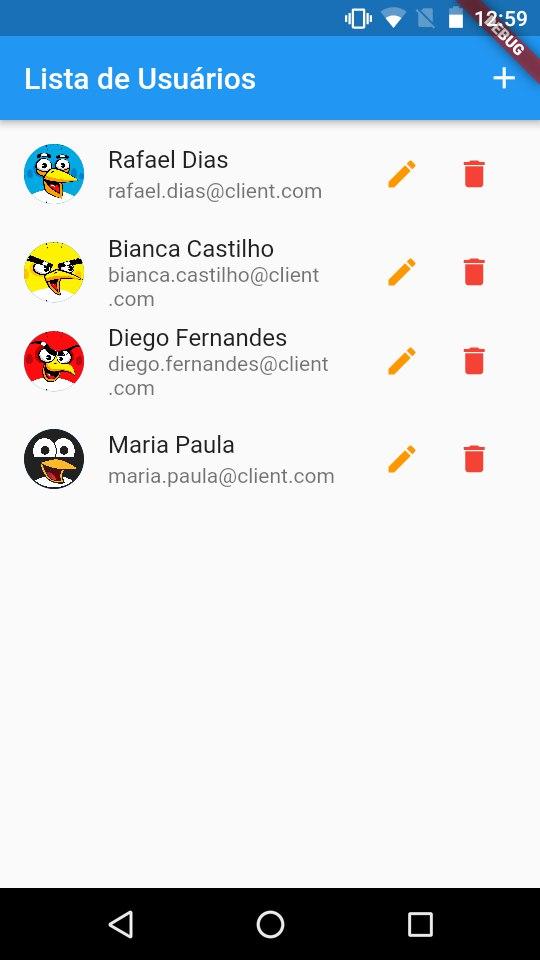 12:59
DEBUG
Lista de Usuários
Rafael Dias
rafael.dias@client.com
Bianca Castilho
bianca.castilho@client
.com
Diego Fernandes
diego.fernandes@client
.com
Maria Paula
maria.paula@client.com